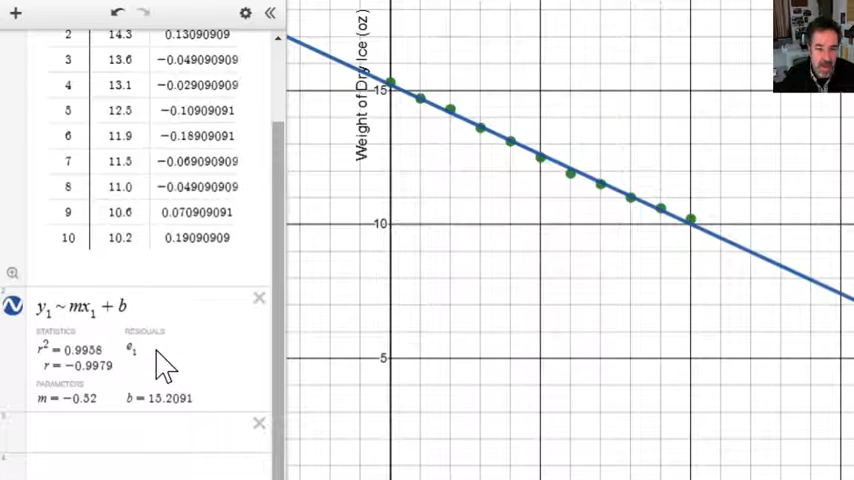 2 14.3 0.13090909
3 13.6 −0.049090909
4 13.1 −0.029090909
5 12.5 −0.10909091
6 11.9 −0.18909091
7 11.5 −0.069090909
8 11.0 −0.049090909
9 10.6 0.070909091
10 10.2 0.19090909
2
y₁ ~ mx₁ + b
STATISTICS RESIDUALS
r² = 0.9958 e₁
r = −0.9979
PARAMETERS
m = −0.52 b = 15.2091
3
4
Weight of Dry Ice (oz)
15
10
5